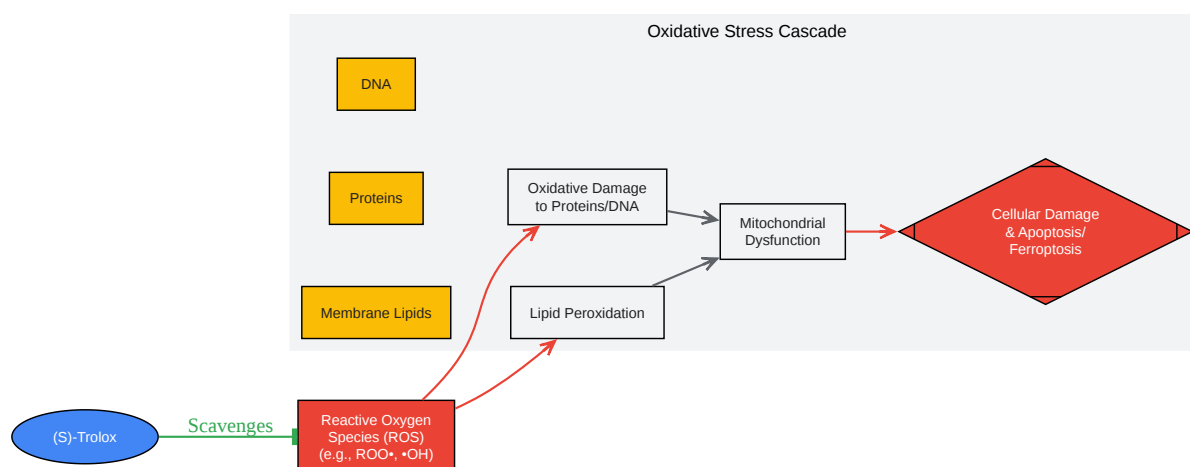 Oxidative Stress Cascade
DNA
Proteins
Membrane Lipids
Oxidative Damage
to Proteins/DNA
Lipid Peroxidation
Mitochondrial
Dysfunction
Cellular Damage
& Apoptosis/
Ferroptosis
(S)-Trolox
Scavenges
Reactive Oxygen
Species (ROS)
(e.g., ROO•, •OH)